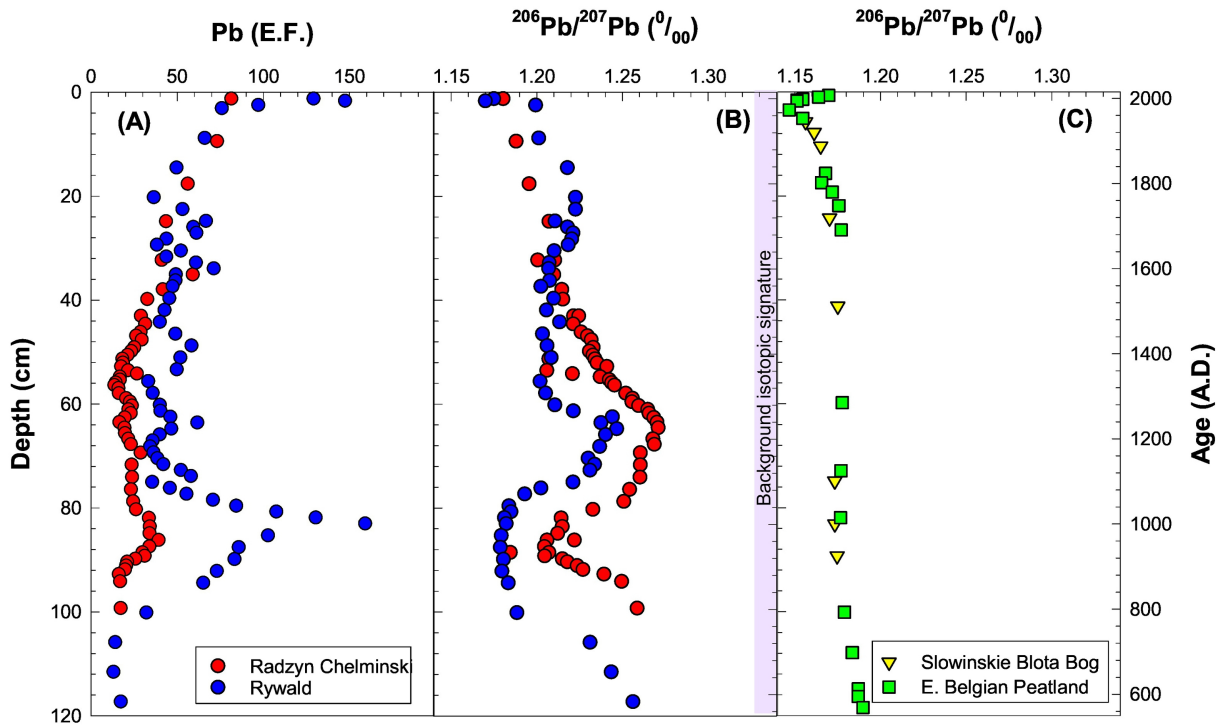 Pb (E.F.)
206Pb/207Pb (0/00)
206Pb/207Pb (0/00)
0 50 100 150
1.15 1.20 1.25 1.30
1.15 1.20 1.25 1.30
(A)
(B)
(C)
0
20
40
60
80
100
120
Depth (cm)
Background isotopic signature
2000
1800
1600
1400
1200
1000
800
600
Age (A.D.)
Radzyn Chelminski
Rywald
Slowinskie Blota Bog
E. Belgian Peatland